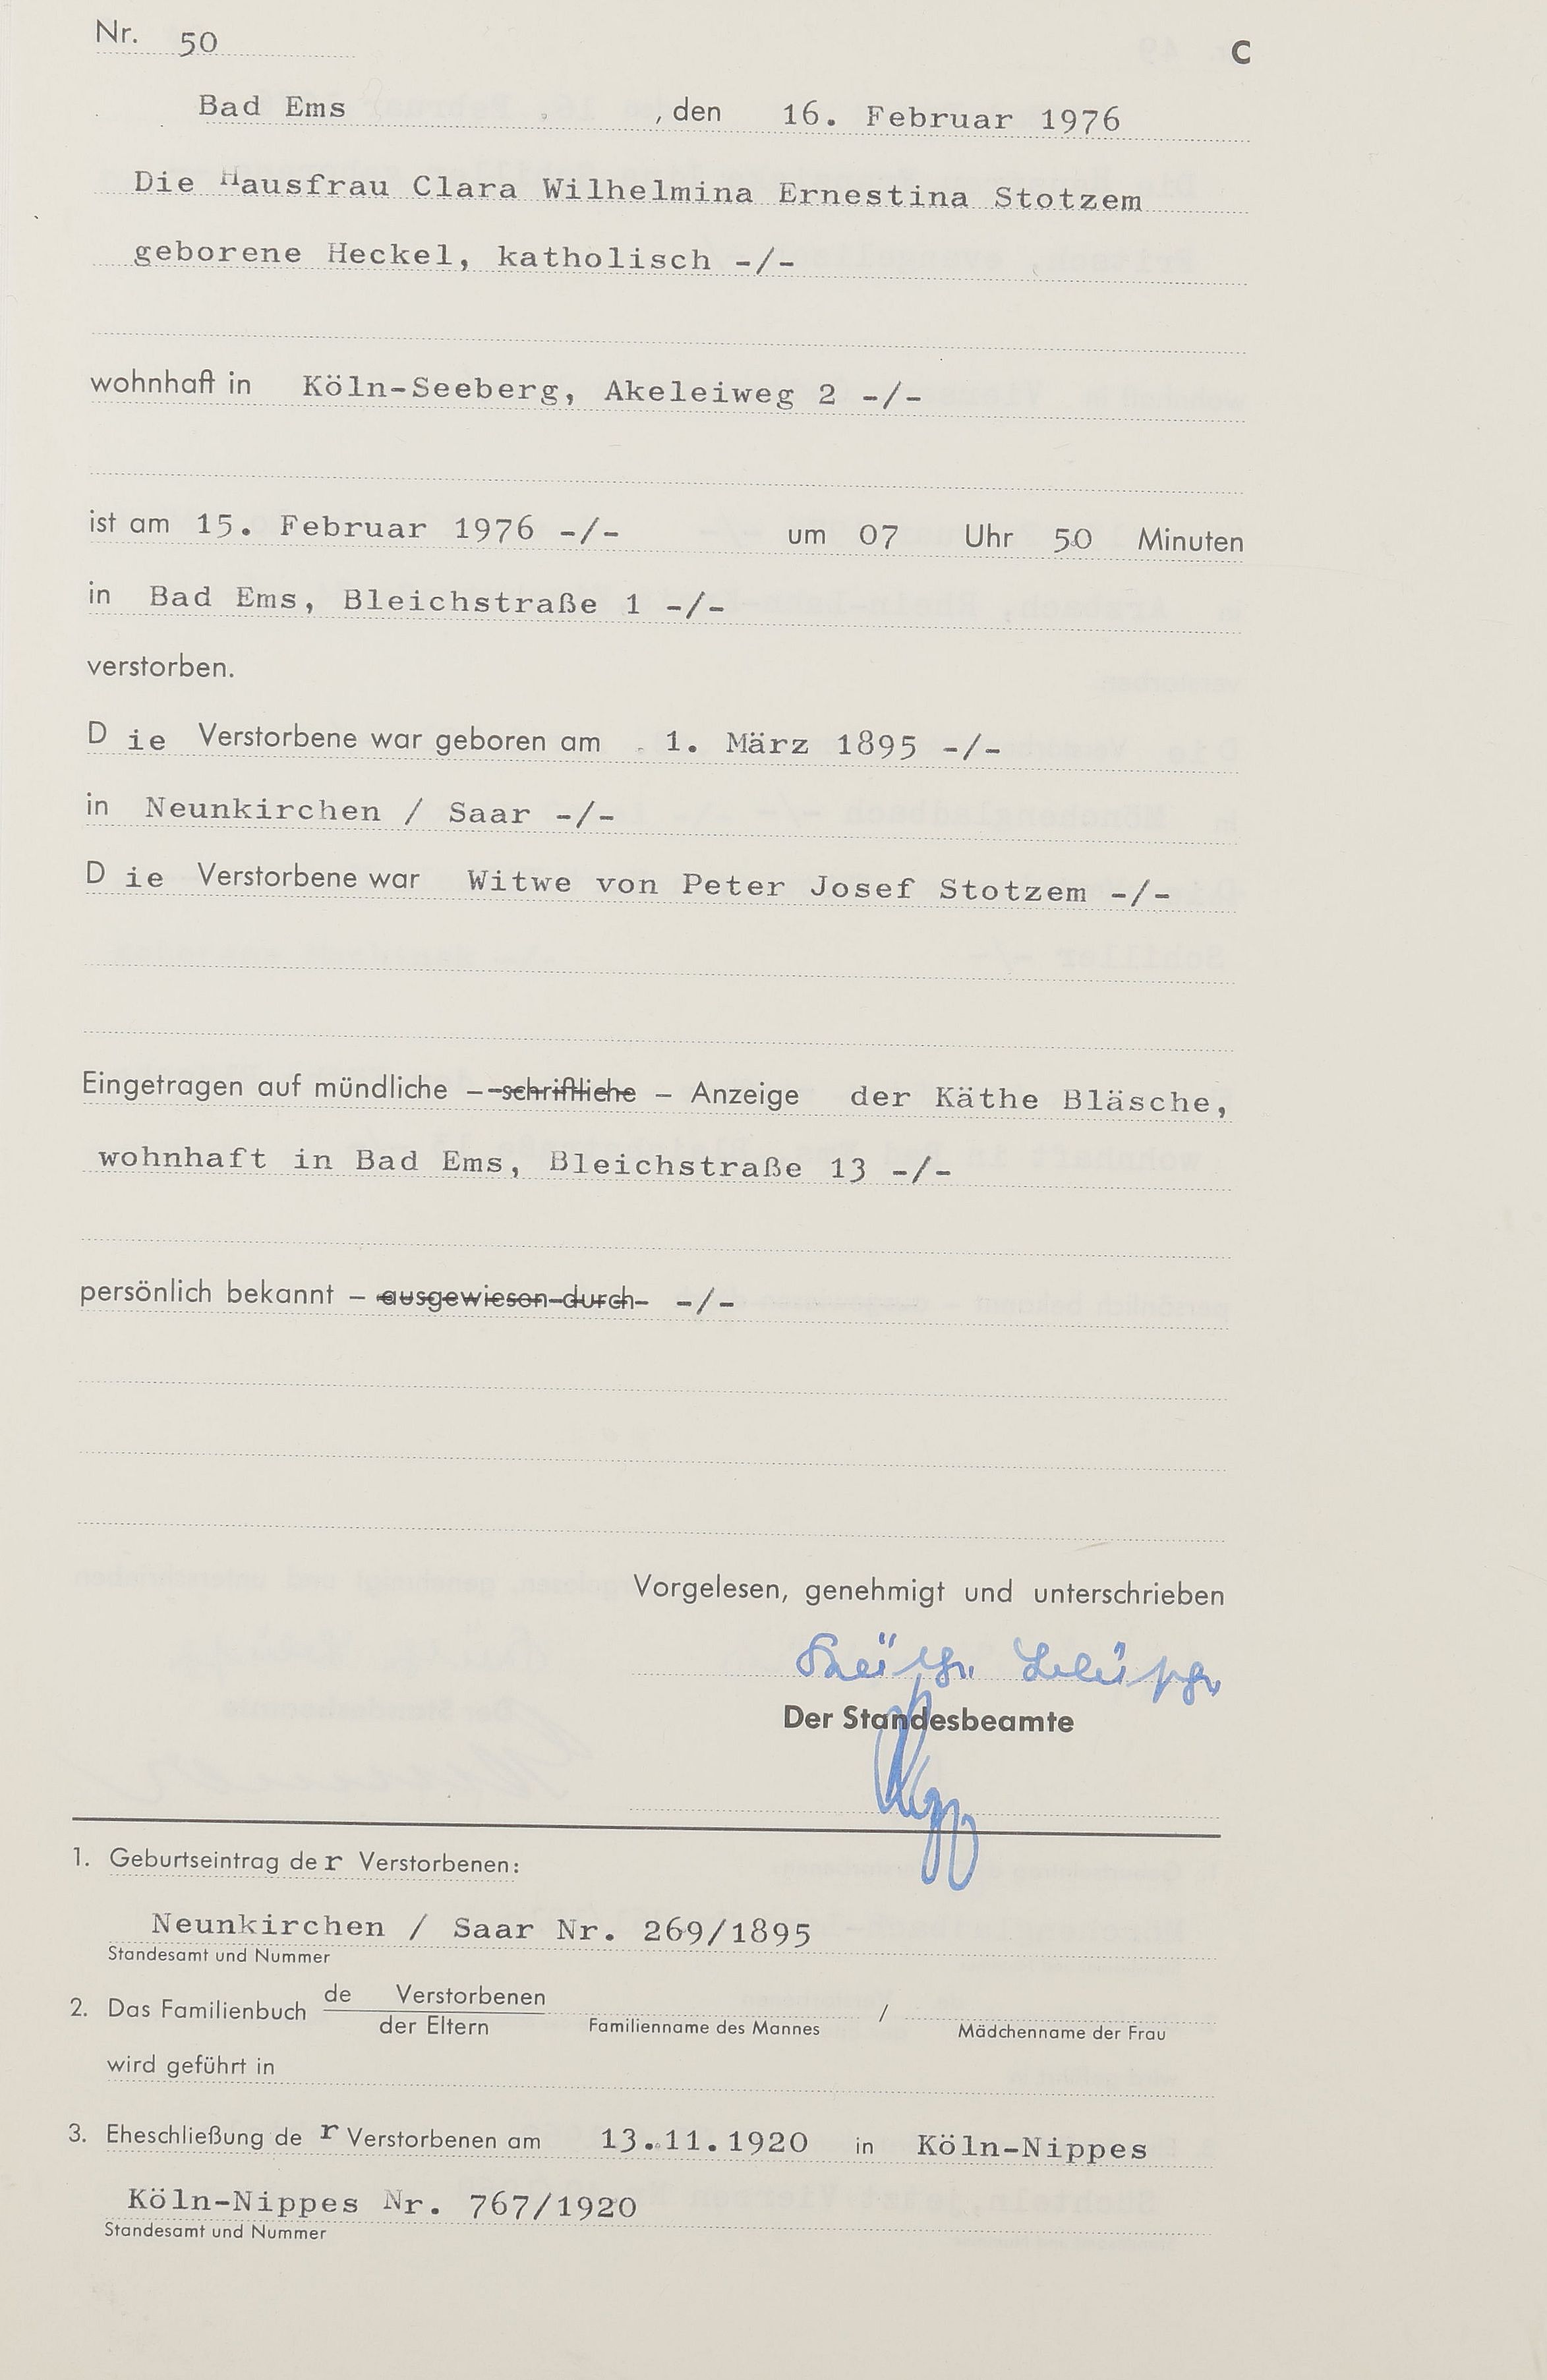 Nr. 50
C
Bad Ems , den 16. Februar 1976
Die Hausfrau Clara Wilhelmina Ernestina Stotzem
geborene Heckel, katholisch -/-
wohnhaft in Köln-Seeberg, Akeleiweg 2 -/-
ist am 15. Februar 1976 -/- um 07 Uhr 50 Minuten
in Bad Ems, Bleichstraße 1 -/-
verstorben.
Die Verstorbene war geboren am 1. März 1895 -/-
in Neunkirchen / Saar -/-
Die Verstorbene war Witwe von Peter Josef Stotzem -/-
Eingetragen auf mündliche – schriftliche – Anzeige der Käthe Bläsche,
wohnhaft in Bad Ems, Bleichstraße 13 -/-
persönlich bekannt – ausgewiesen durch -/-
Vorgelesen, genehmigt und unterschrieben
Käthe Bläsche
Der Standesbeamte
1. Geburtseintrag der Verstorbenen:
Neunkirchen / Saar Nr. 269/1895
Standesamt und Nummer
2. Das Familienbuch de Verstorbenen /
der Eltern Familienname des Mannes Mädchenname der Frau
wird geführt in
3. Eheschließung der Verstorbenen am 13.11.1920 in Köln-Nippes
Köln-Nippes Nr. 767/1920
Standesamt und Nummer